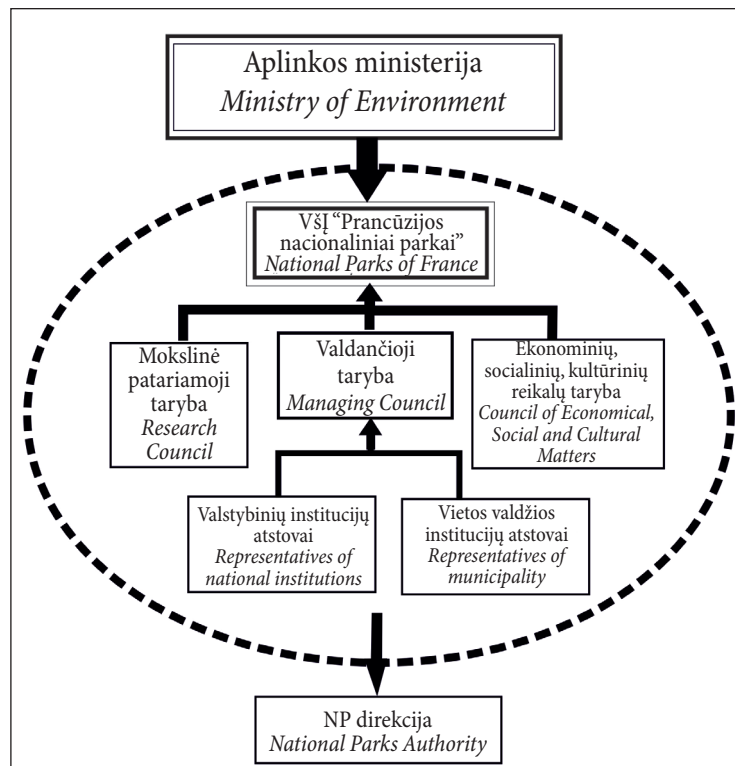 Aplinkos ministerija
Ministry of Environment
VšĮ “Prancūzijos
nacionaliniai parkai”
National Parks of France
Mokslinė
patariamoji
taryba
Research
Council
Valdančioji
taryba
Managing Council
Ekonominių,
socialinių, kultūrinių
reikalų taryba
Council of Economical,
Social and Cultural
Matters
Valstybinių institucijų
atstovai
Representatives of
national institutions
Vietos valdžios
institucijų atstovai
Representatives of
municipality
NP direkcija
National Parks Authority